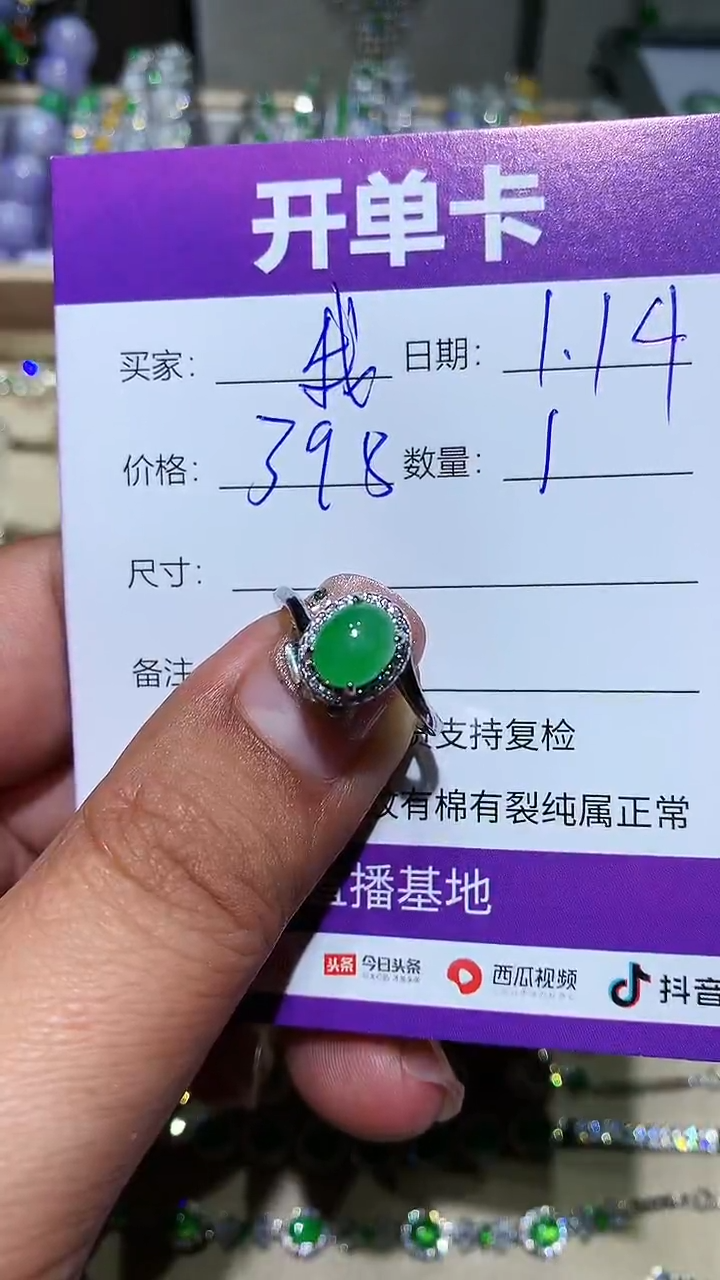 开单卡
买家： 我 日期： 1.14
价格： 398 数量： 1
尺寸：
备注
支持复检
有棉有裂纯属正常
直播基地
头条 今日头条 西瓜视频 抖音